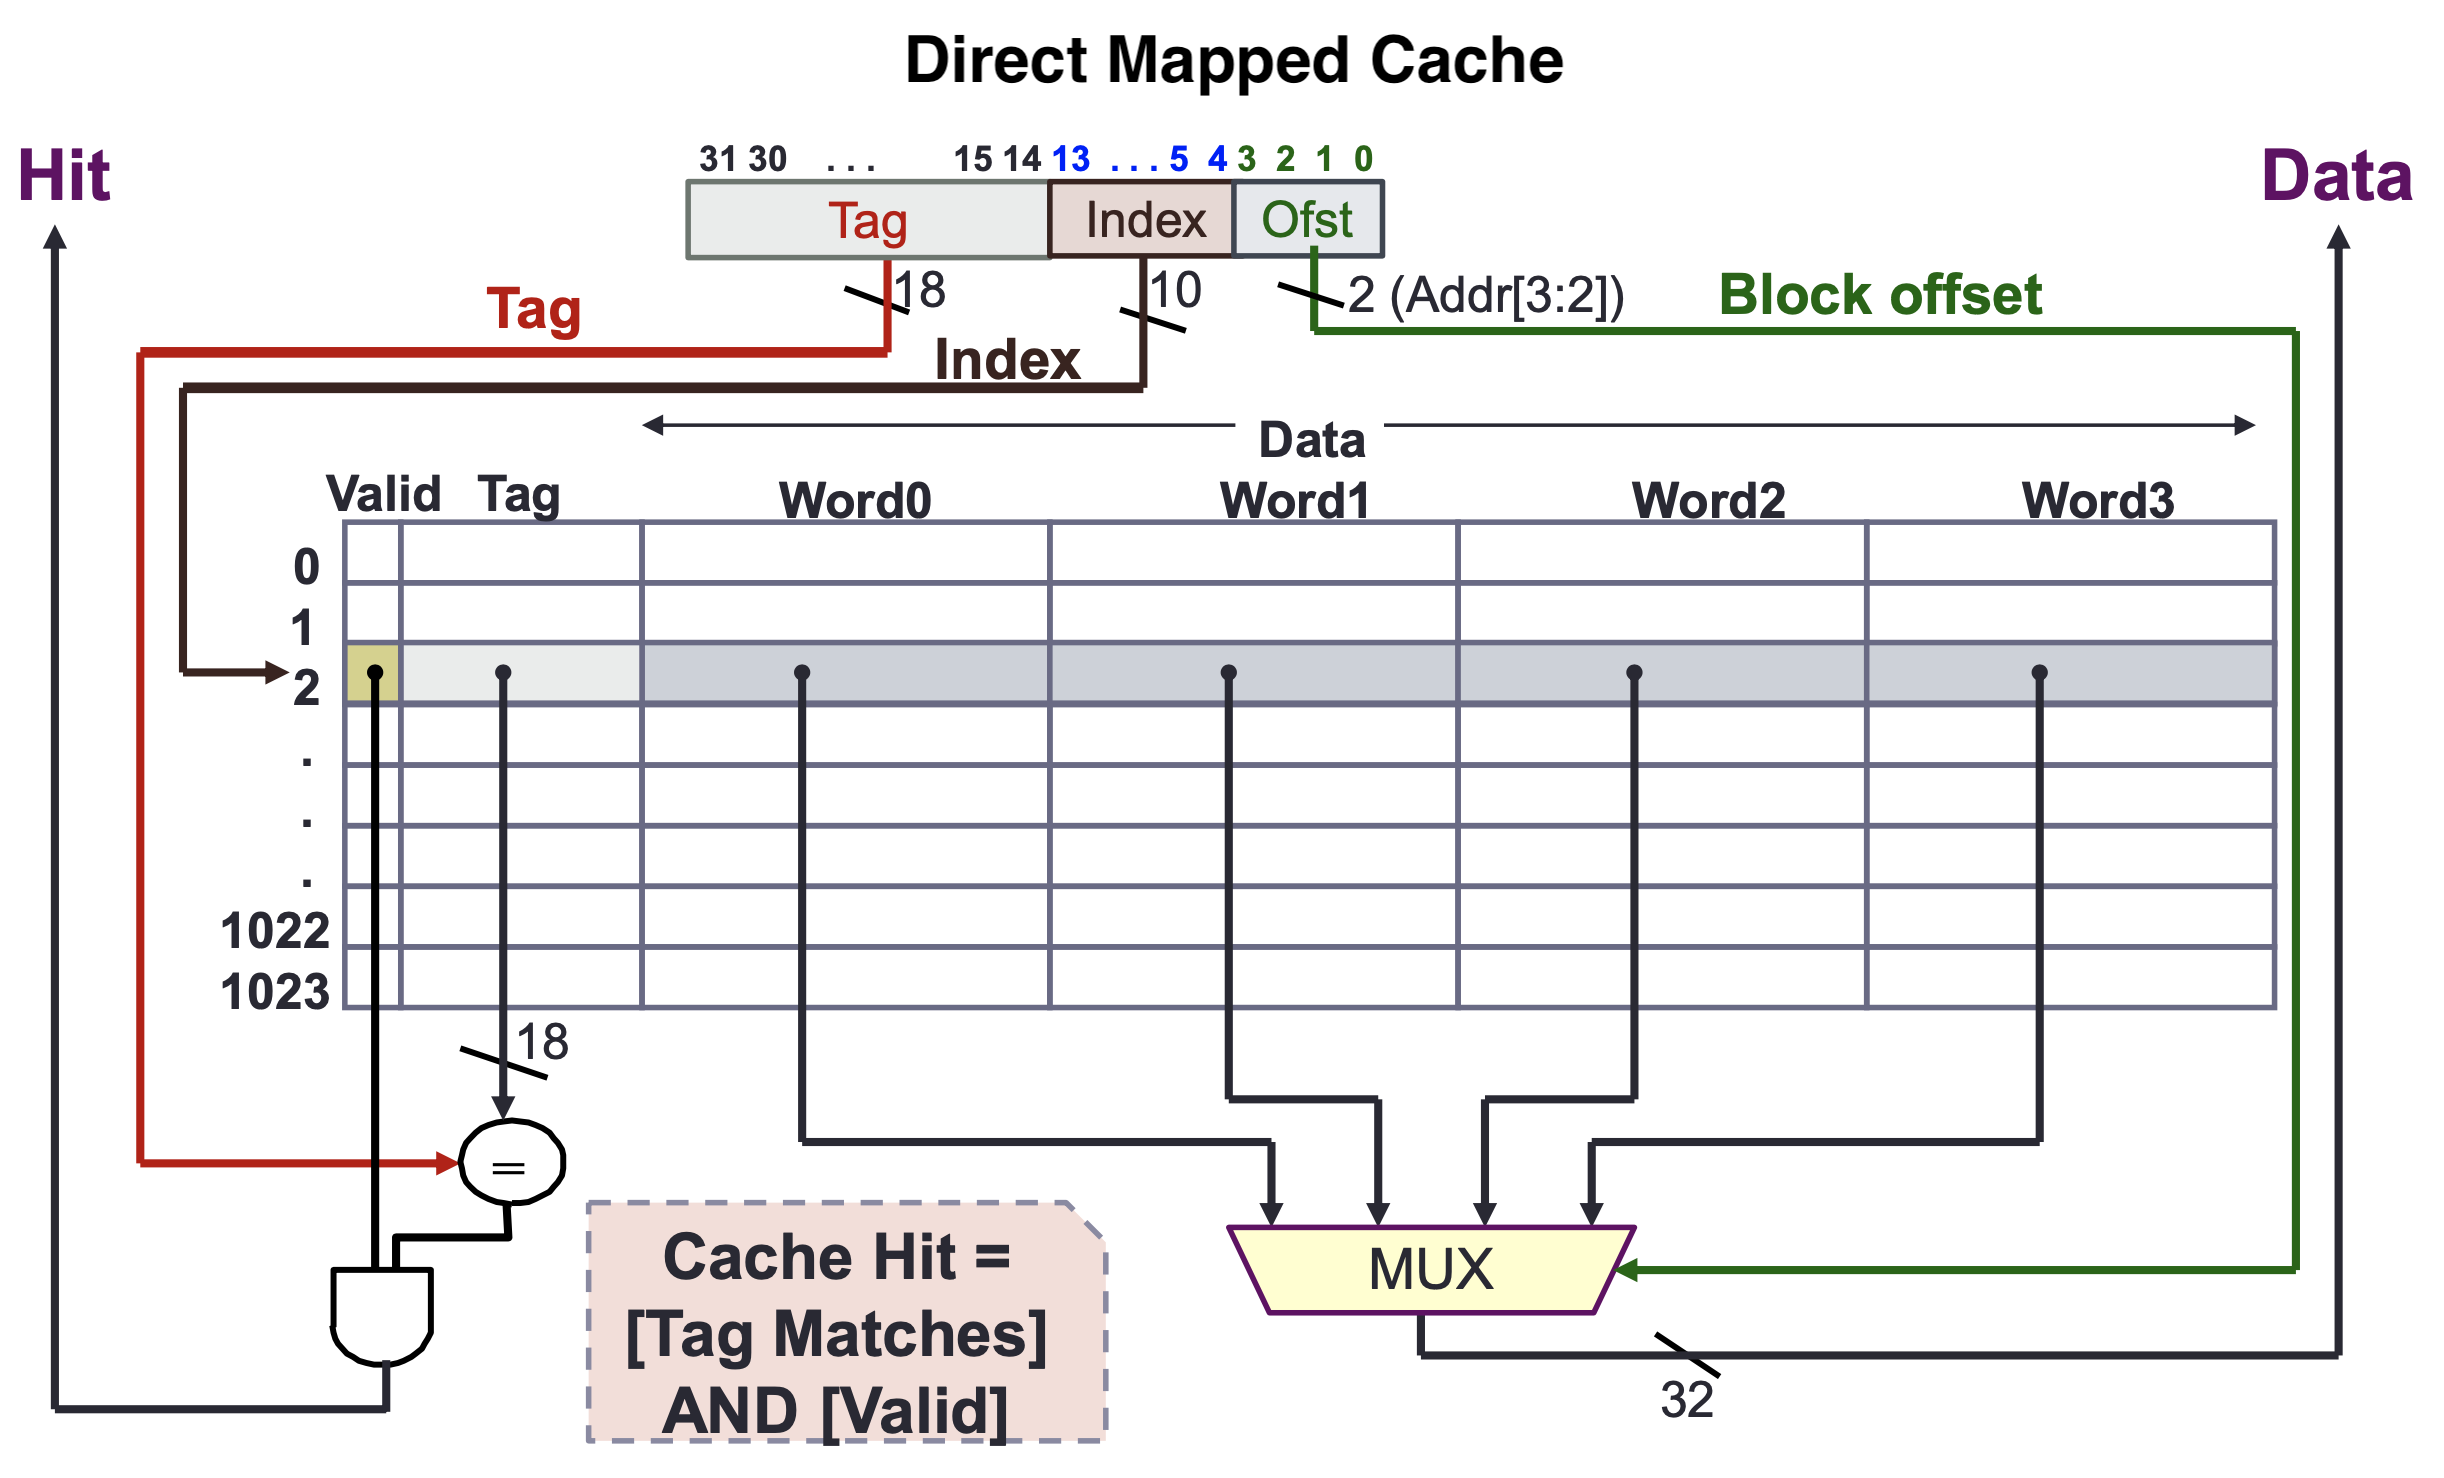 Direct Mapped Cache
Hit
31 30 . . . 15 14 13 . . . 5 4 3 2 1 0
Data
Tag Index Ofst
Tag
18
10
2 (Addr[3:2])
Block offset
Index
Data
Valid Tag Word0 Word1 Word2 Word3
0
1
2
.
.
.
1022
1023
18
=
Cache Hit =
[Tag Matches]
AND [Valid]
MUX
32